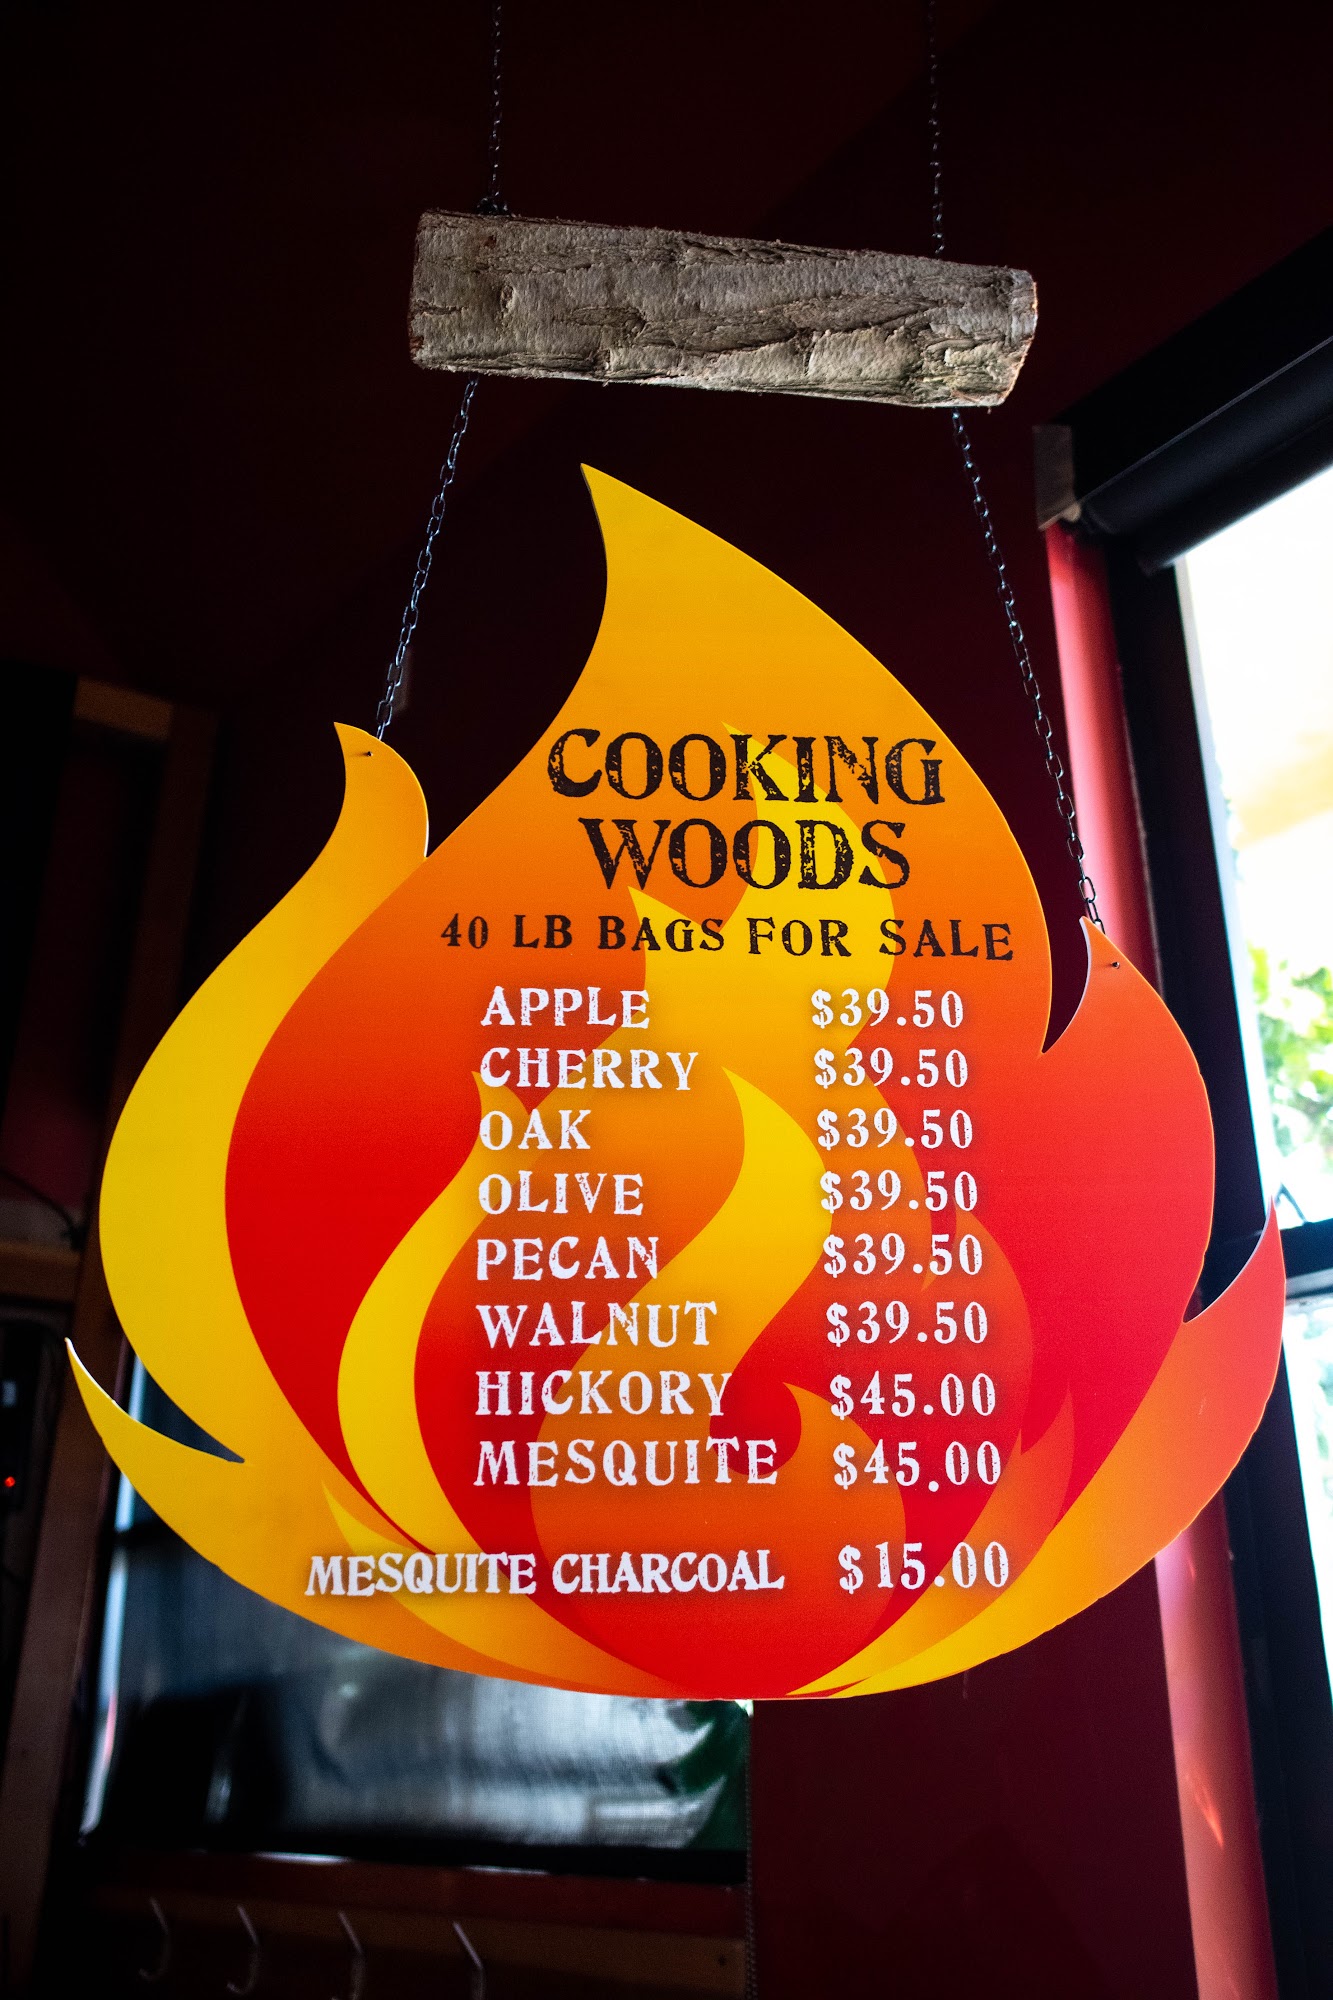 COOKING
WOODS
40 LB BAGS FOR SALE
APPLE $39.50
CHERRY $39.50
OAK $39.50
OLIVE $39.50
PECAN $39.50
WALNUT $39.50
HICKORY $45.00
MESQUITE $45.00
MESQUITE CHARCOAL $15.00